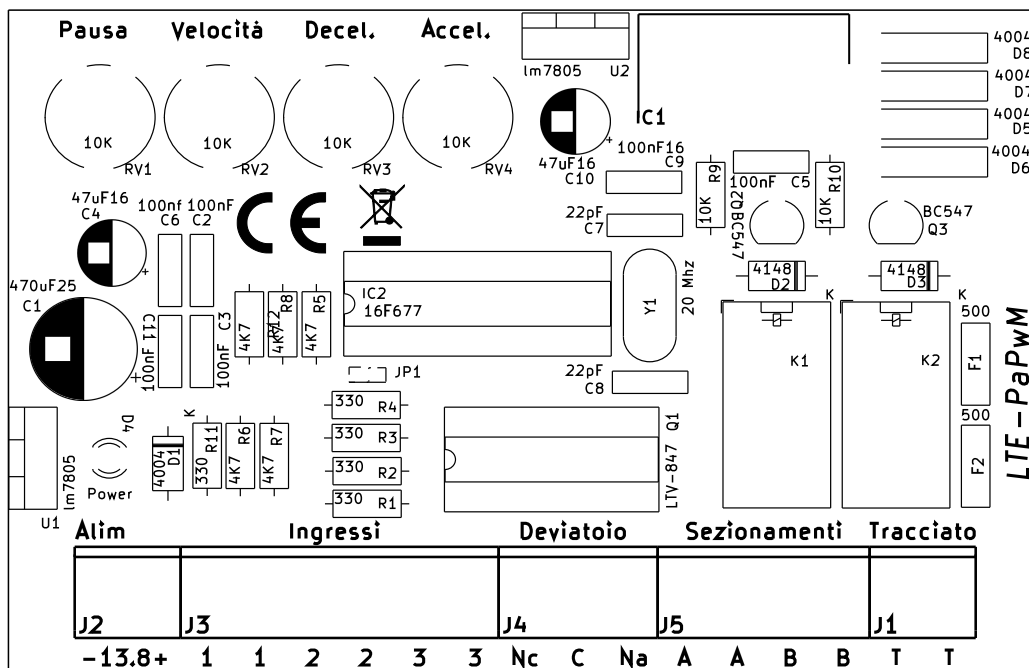 Pausa Velocità Decel. Accel.
lm7805 U2
4004 D8
4004 D7
4004 D5
4004 D6
10K RV1
10K RV2
10K RV3
10K RV4
IC1
47uF16 C10
100nF16 C9
R9 10K
100nF C5
R10 10K
47uF16 C4
100nf C6
100nF C2
CE
22pF C7
Q2 BC547
BC547 Q3
4148 D2
4148 D3
470uF25 C1
C11 100nF
C3 100nF
R12 4K7
R8 4K7
R5 4K7
IC2 16F677
Y1 20 Mhz
K
K
K1
K2
500 F1
500 F2
LTE-PaPwM
JP1
22pF C8
330 R4
330 R3
330 R2
330 R1
Q1 LTV-847
lm7805 U1
D4 Power
K
4004 D1
R11 330
R6 4K7
R7 4K7
Alim Ingressi Deviatoio Sezionamenti Tracciato
J2 J3 J4 J5 J1
-13.8+ 1 1 2 2 3 3 Nc C Na A A B B T T